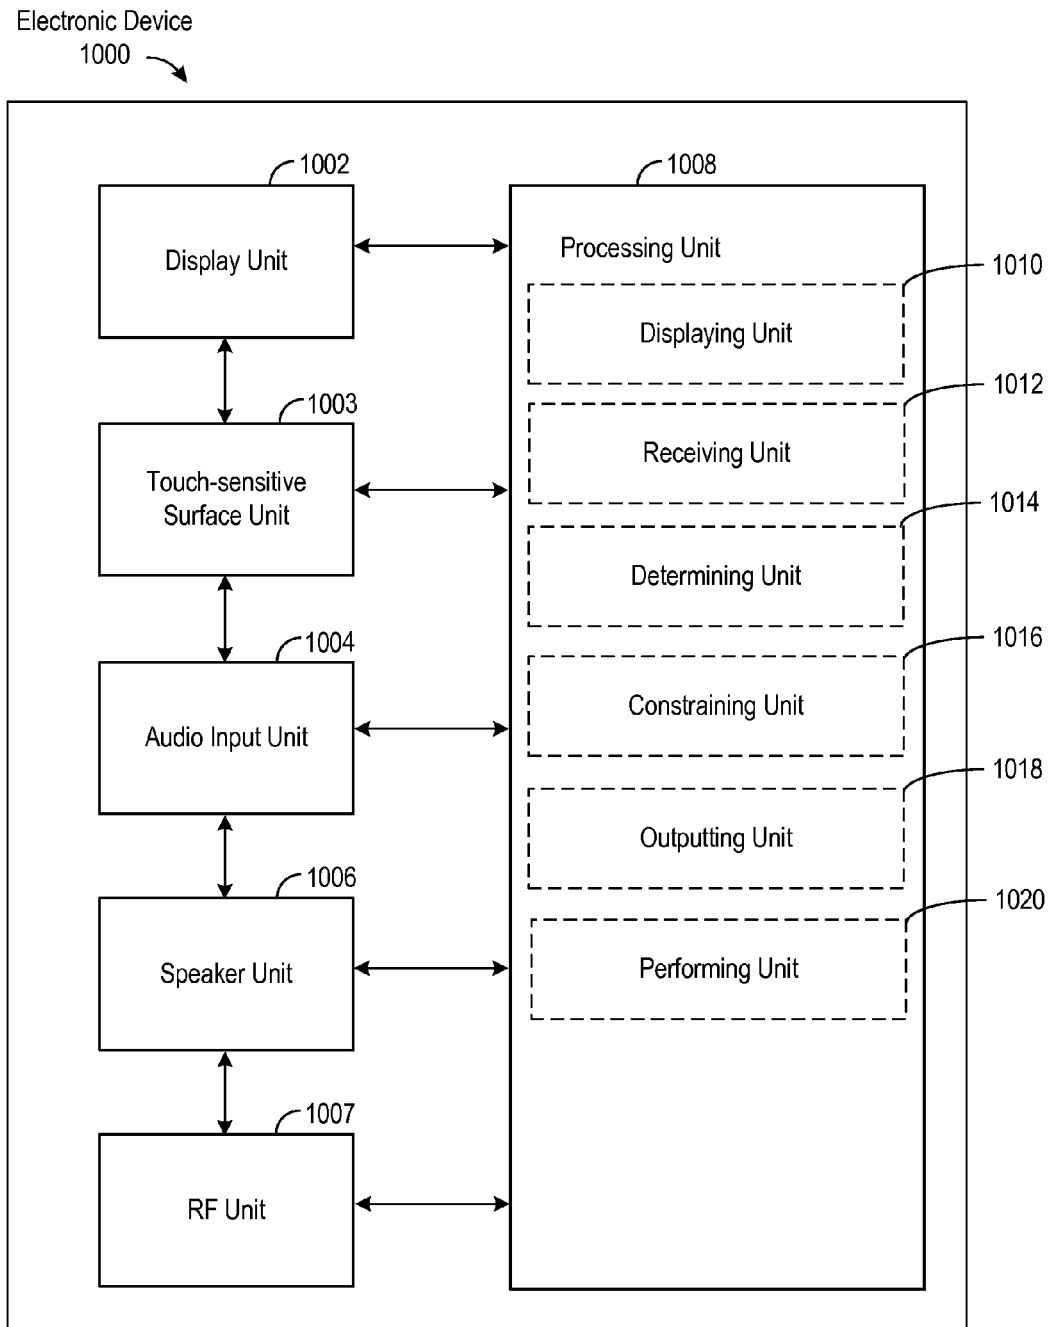 Electronic Device
1000
1002
Display Unit
1003
Touch-sensitive
Surface Unit
1004
Audio Input Unit
1006
Speaker Unit
1007
RF Unit
1008
Processing Unit
1010
Displaying Unit
1012
Receiving Unit
1014
Determining Unit
1016
Constraining Unit
1018
Outputting Unit
1020
Performing Unit